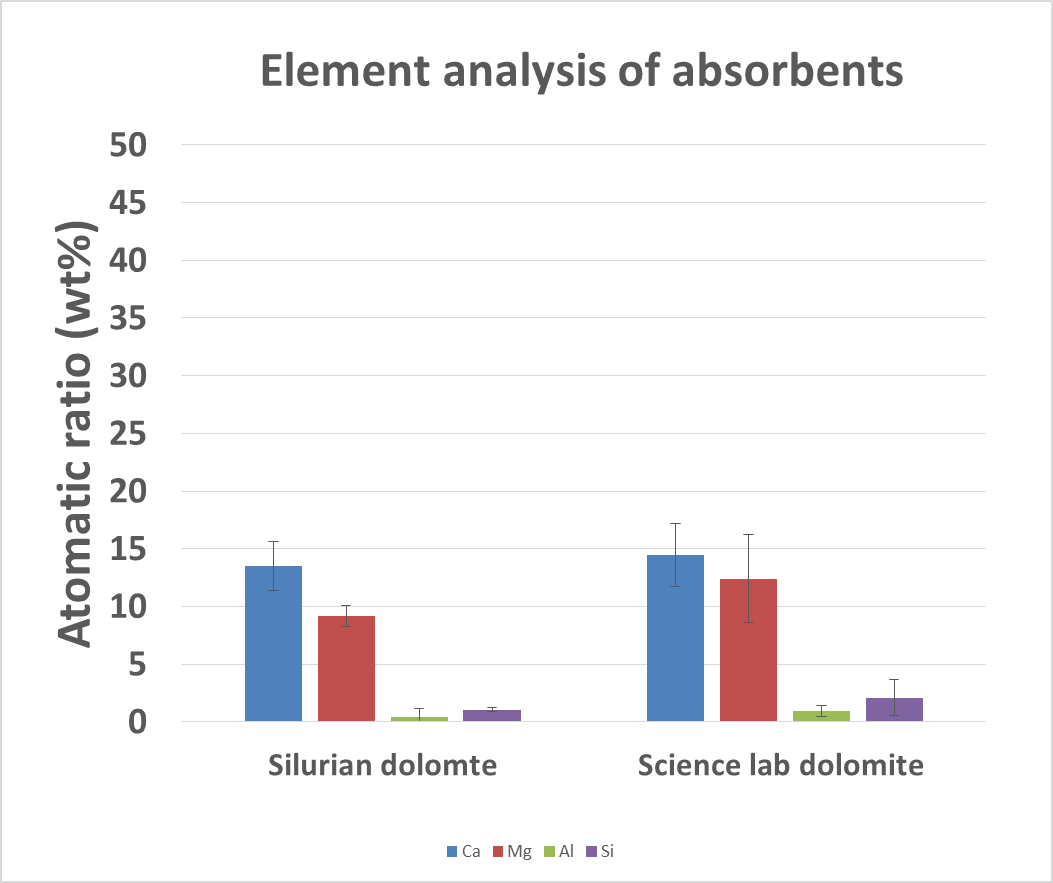 Element analysis of absorbents
Atomatic ratio (wt%)
50
45
40
35
30
25
20
15
10
5
0
Silurian dolomte
Science lab dolomite
Ca Mg Al Si